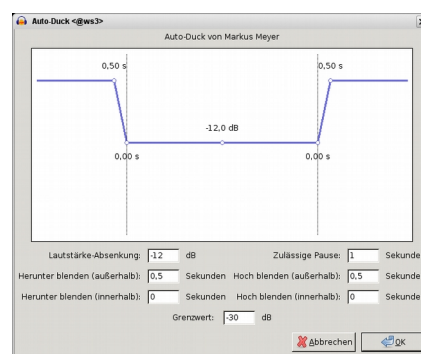 Auto-Duck <@ws3>
Auto-Duck von Markus Meyer
0,50 s 0,50 s
-12,0 dB
0,00 s 0,00 s
Lautstärke-Absenkung: -12 dB Zulässige Pause: 1 Sekunde
Herunter blenden (außerhalb): 0,5 Sekunden Hoch blenden (außerhalb): 0,5 Sekunde
Herunter blenden (innerhalb): 0 Sekunden Hoch blenden (innerhalb): 0 Sekunde
Grenzwert: -30 dB
Abbrechen OK